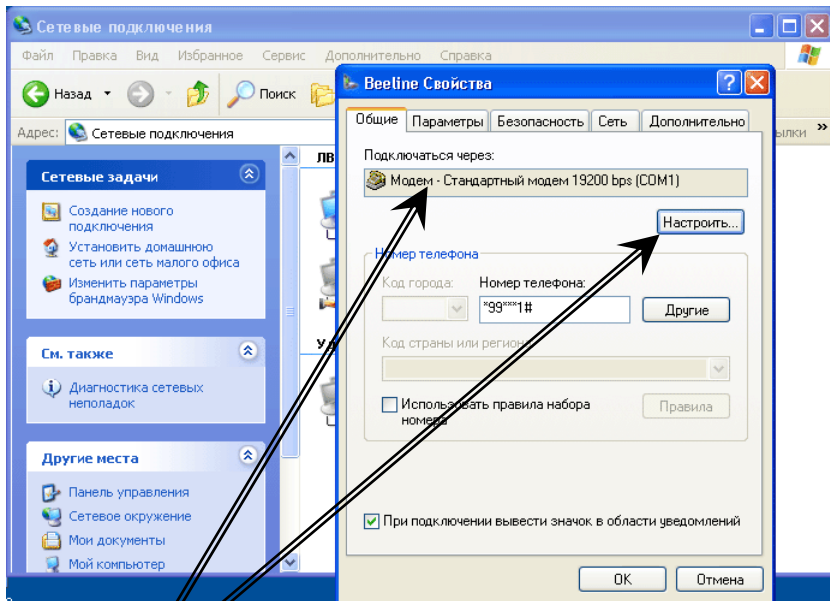 Сетевые подключения
Файл Правка Вид Избранное Сервис Дополнительно Справка
Назад Поиск
Адрес: Сетевые подключения
Сетевые задачи
Создание нового
подключения
Установить домашнюю
сеть или сеть малого офиса
Изменить параметры
брандмауэра Windows
См. также
Диагностика сетевых
неполадок
Другие места
Панель управления
Сетевое окружение
Мои документы
Мой компьютер
ЛВ
Уд
Beeline Свойства
Общие Параметры Безопасность Сеть Дополнительно
Подключаться через:
Модем - Стандартный модем 19200 bps (COM1)
Настроить...
Номер телефона
Код города: Номер телефона:
*99***1#
Другие
Код страны или региона:
Использовать правила набора
номера
Правила
При подключении вывести значок в области уведомлений
OK Отмена